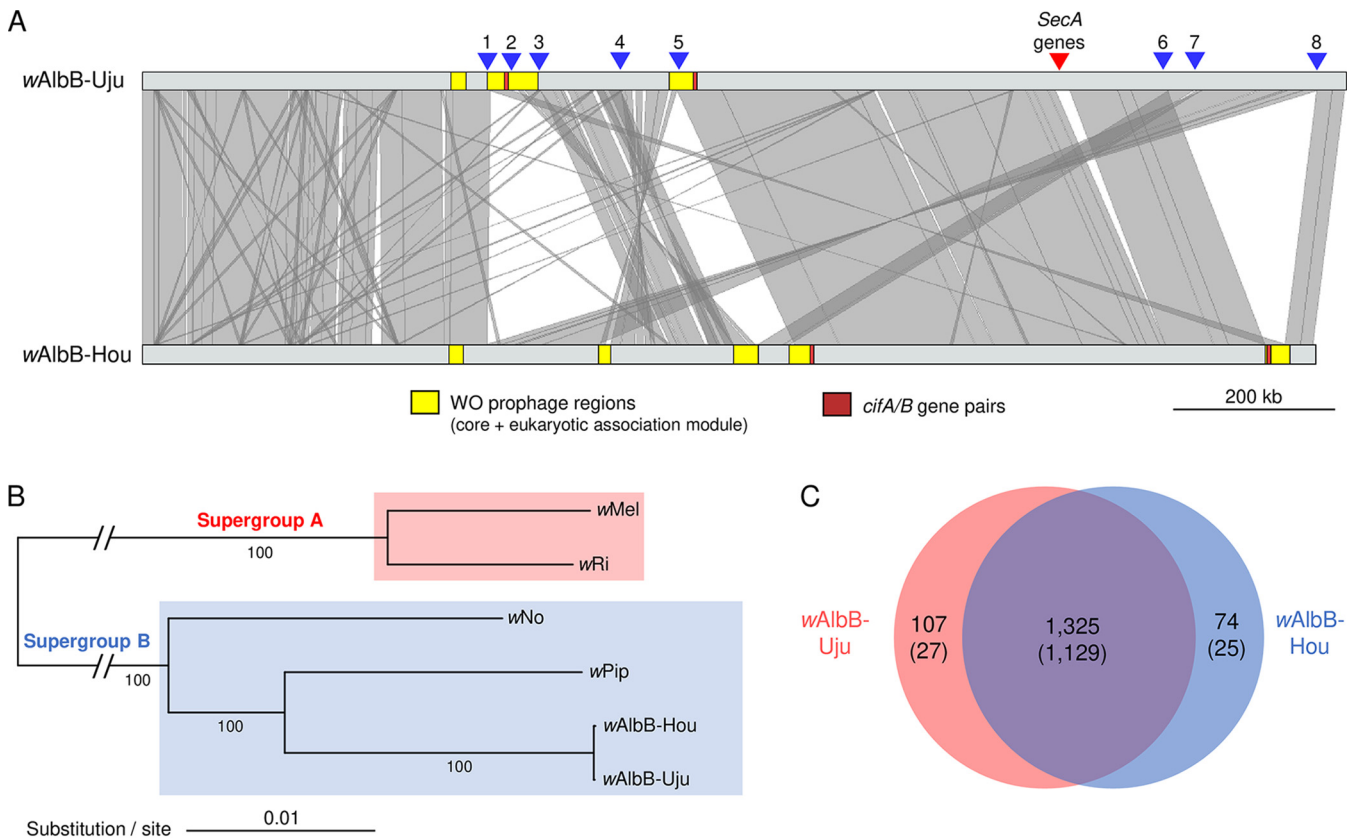 A
SecA
genes
1 2 3 4 5 6 7 8
wAlbB-Uju
wAlbB-Hou
WO prophage regions
(core + eukaryotic association module)
cifA/B gene pairs
200 kb
B
Supergroup A
100
wMel
wRi
Supergroup B
100
wNo
100
wPip
100
wAlbB-Hou
wAlbB-Uju
Substitution / site
0.01
C
wAlbB-
Uju
107
(27)
1,325
(1,129)
74
(25)
wAlbB-
Hou